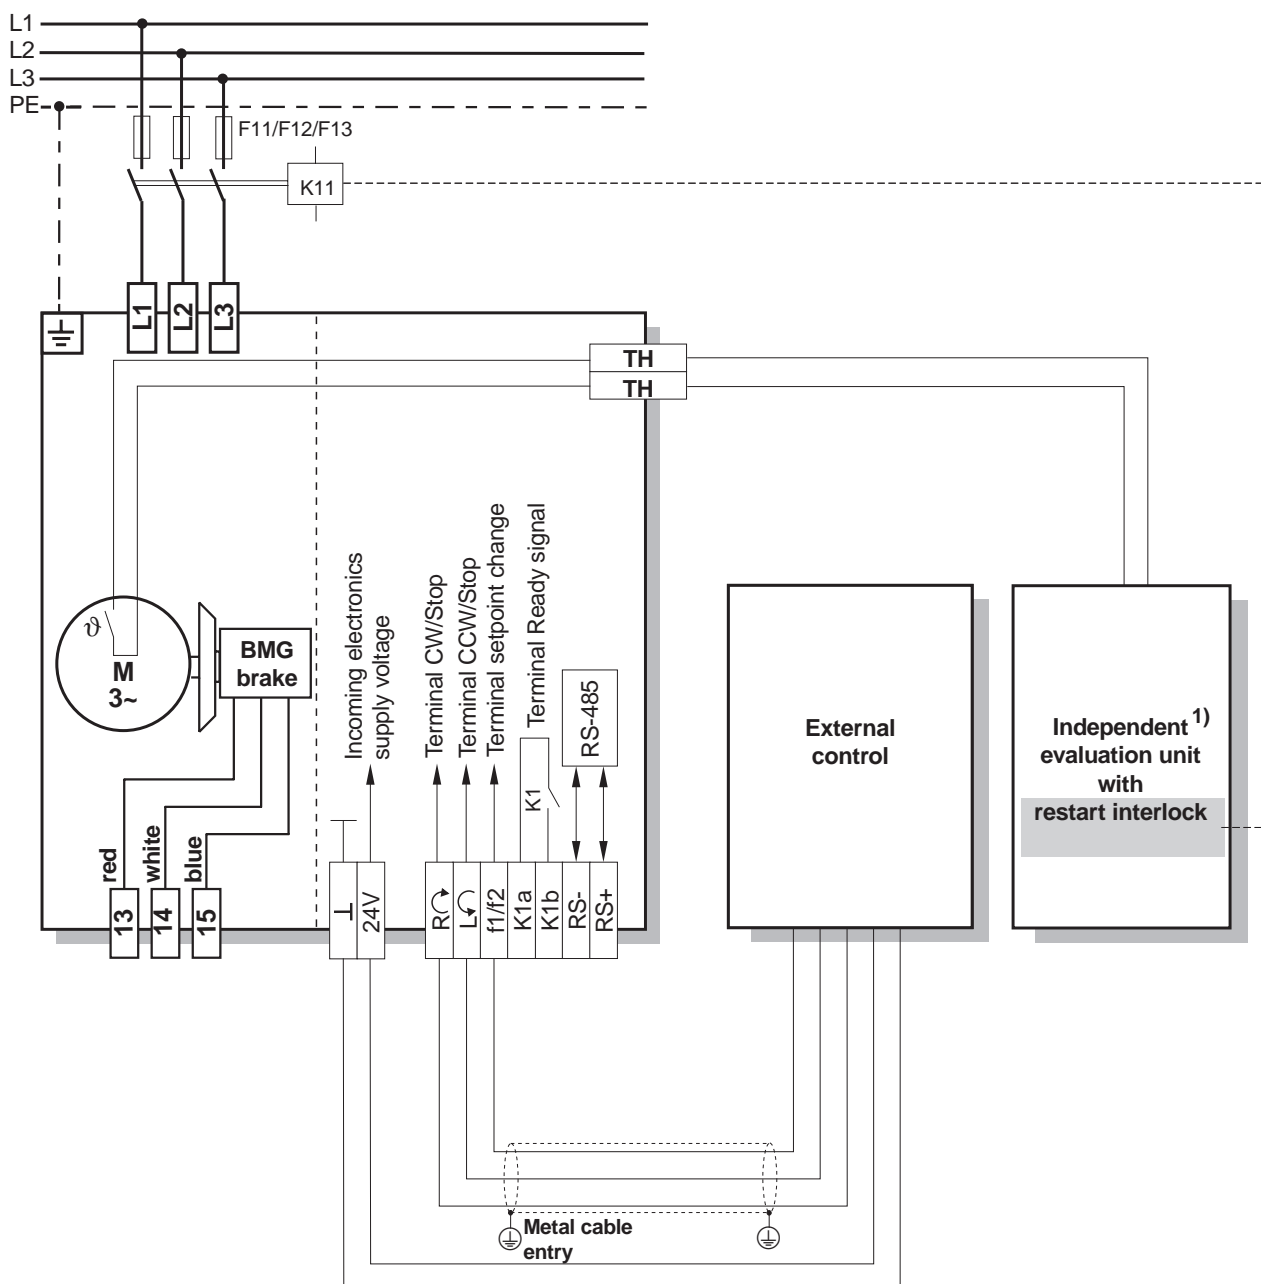 L1
L2
L3
PE
F11/F12/F13
K11
L1
L2
L3
TH
TH
ϑ
M
3~
BMG
brake
Incoming electronics
supply voltage
Terminal CW/Stop
Terminal CCW/Stop
Terminal setpoint change
Terminal Ready signal
K1
RS-485
External
control
Independent 1)
evaluation unit
with
restart interlock
red
white
blue
13
14
15
⊥
24V
R
L
f1/f2
K1a
K1b
RS-
RS+
Metal cable
entry